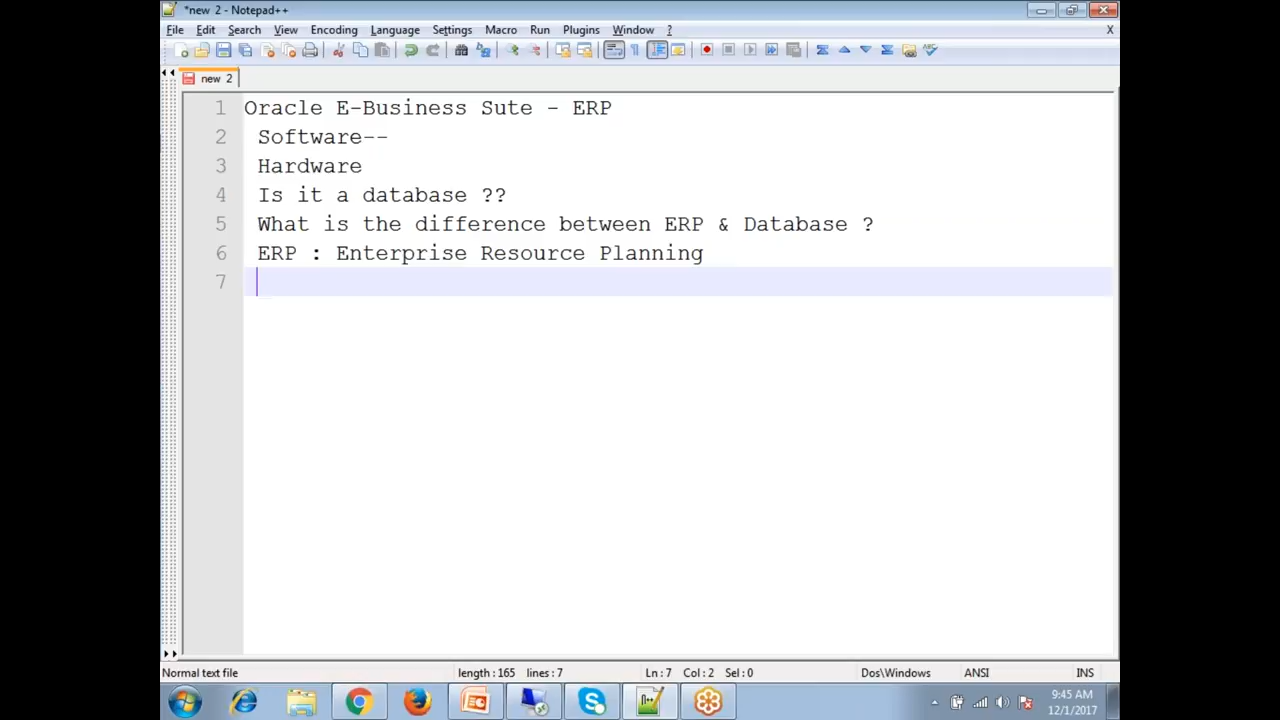 *new 2 - Notepad++
File Edit Search View Encoding Language Settings Macro Run Plugins Window ? X
new 2
1 Oracle E-Business Sute - ERP
2 Software--
3 Hardware
4 Is it a database ??
5 What is the difference between ERP & Database ?
6 ERP : Enterprise Resource Planning
7
Normal text file length:165 lines:7 Ln:7 Col:2 Sel:0 Dos\Windows ANSI INS
9:45 AM
12/1/2017